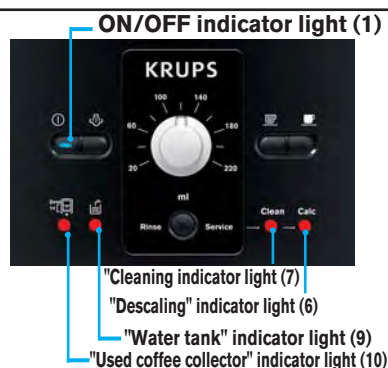 ON/OFF indicator light (1)
KRUPS
100 140
60 180
20 220
ml
Rinse Service Clean Calc
"Cleaning indicator light (7)
"Descaling" indicator light (6)
"Water tank" indicator light (9)
"Used coffee collector" indicator light (10)